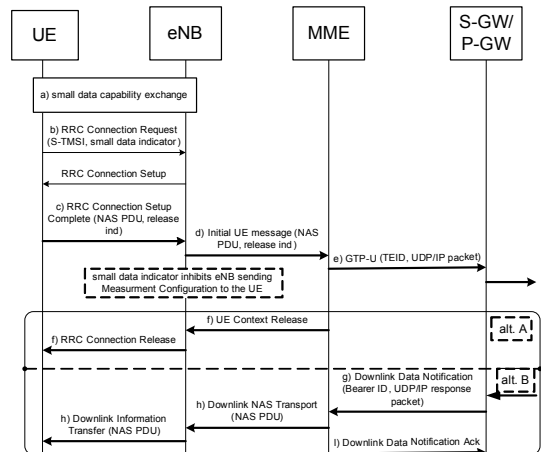 UE
eNB
MME
S-GW/
P-GW
a) small data capability exchange
b) RRC Connection Request
(S-TMSI, small data indicator)
RRC Connection Setup
c) RRC Connection Setup
Complete (NAS PDU, release
ind)
d) Initial UE message (NAS
PDU, release ind )
e) GTP-U (TEID, UDP/IP packet)
small data indicator inhibits eNB sending
Measurment Configuration to the UE
f) UE Context Release
alt. A
f) RRC Connection Release
alt. B
g) Downlink Data Notification
(Bearer ID, UDP/IP response
packet)
h) Downlink NAS Transport
(NAS PDU)
h) Downlink Information
Transfer (NAS PDU)
I) Downlink Data Notification Ack